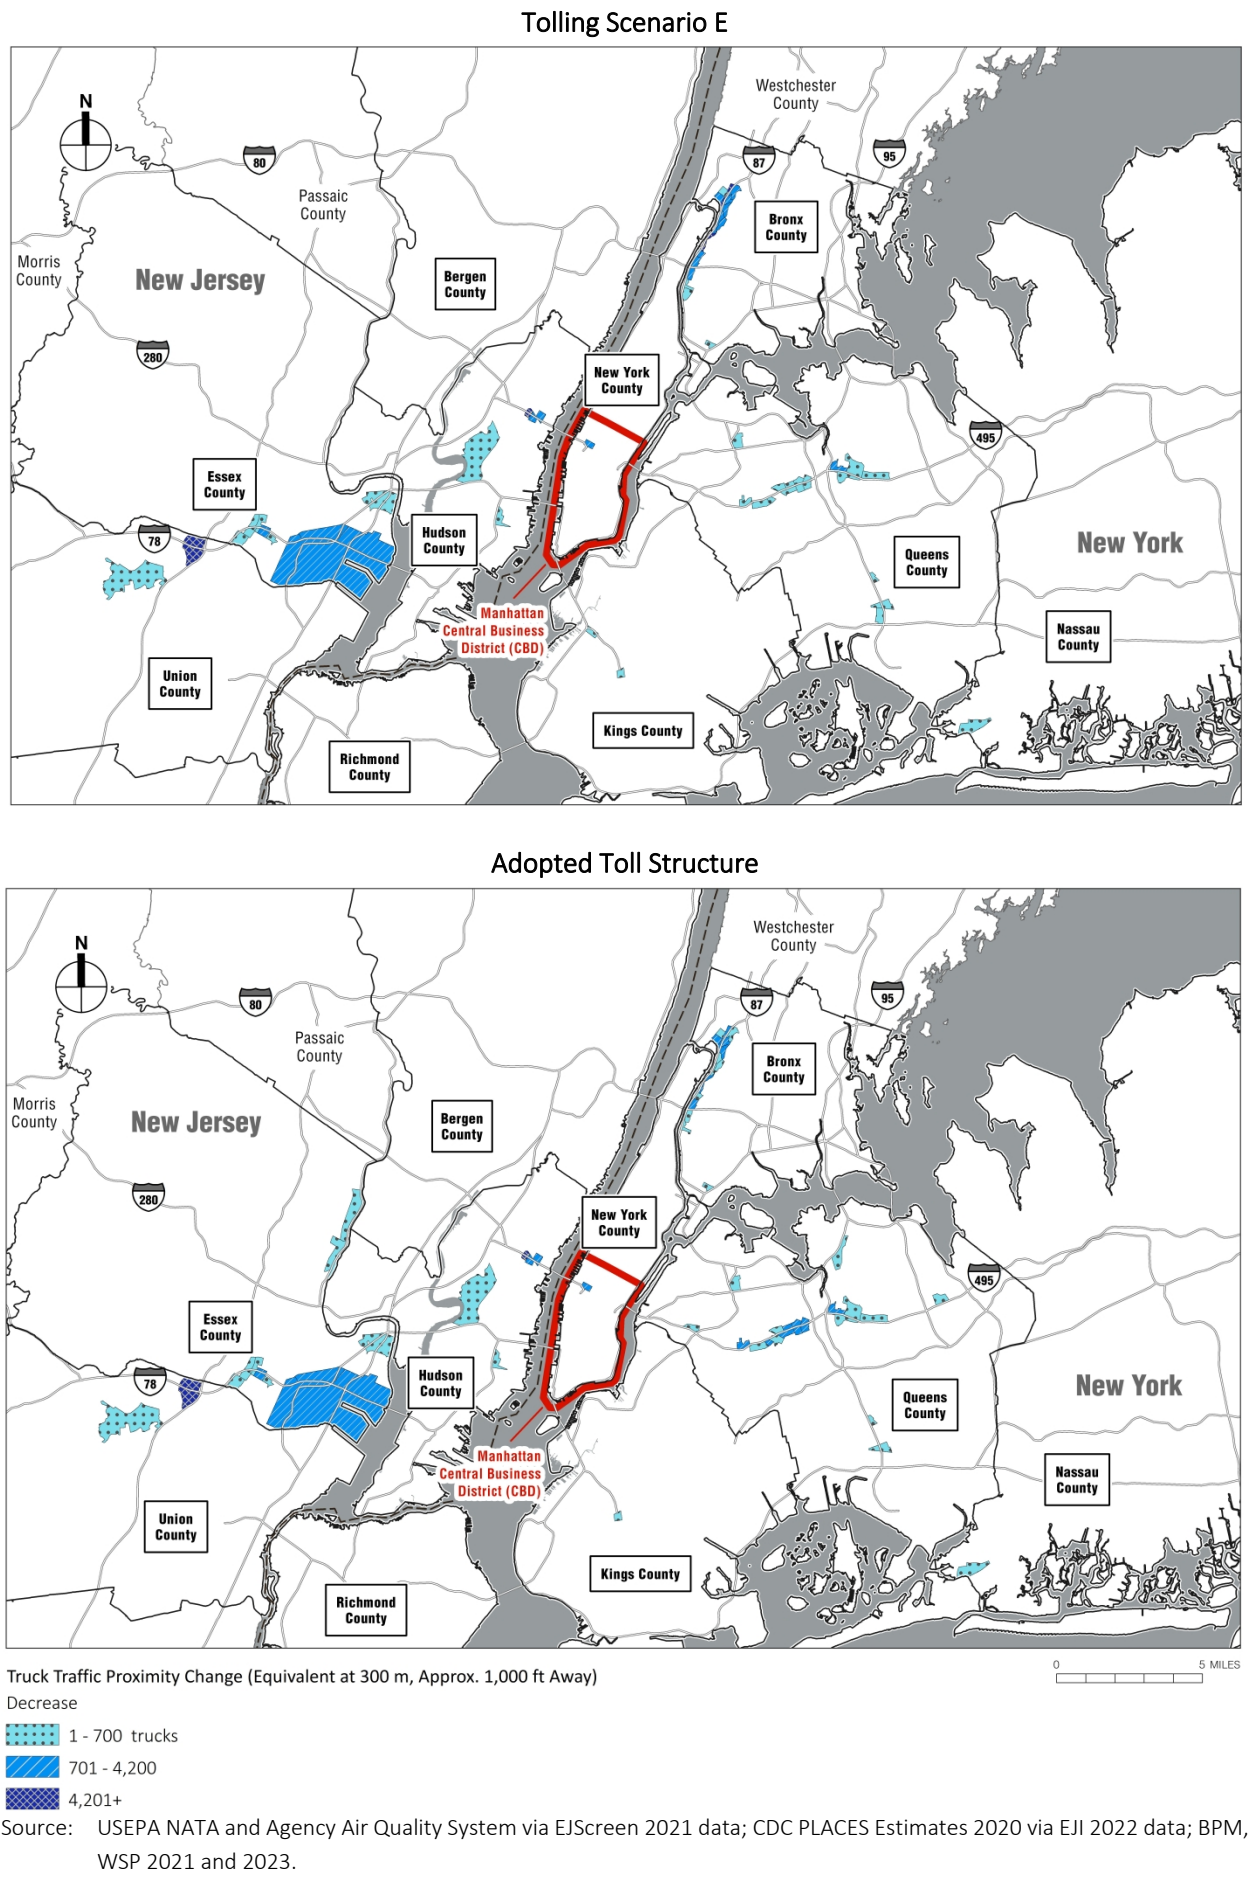 Tolling Scenario E
Westchester
County
N
80
87
95
Passaic
County
Bronx
County
Morris
County
New Jersey
Bergen
County
280
New York
County
495
Essex
County
78
Hudson
County
Queens
County
New York
Manhattan
Central Business
District (CBD)
Nassau
County
Union
County
Kings County
Richmond
County
Adopted Toll Structure
Westchester
County
N
80
87
95
Passaic
County
Bronx
County
Morris
County
New Jersey
Bergen
County
280
New York
County
495
Essex
County
78
Hudson
County
Queens
County
New York
Manhattan
Central Business
District (CBD)
Nassau
County
Union
County
Kings County
Richmond
County
Truck Traffic Proximity Change (Equivalent at 300 m, Approx. 1,000 ft Away)
0 5 MILES
Decrease
1 - 700 trucks
701 - 4,200
4,201+
Source: USEPA NATA and Agency Air Quality System via EJScreen 2021 data; CDC PLACES Estimates 2020 via EJI 2022 data; BPM,
WSP 2021 and 2023.